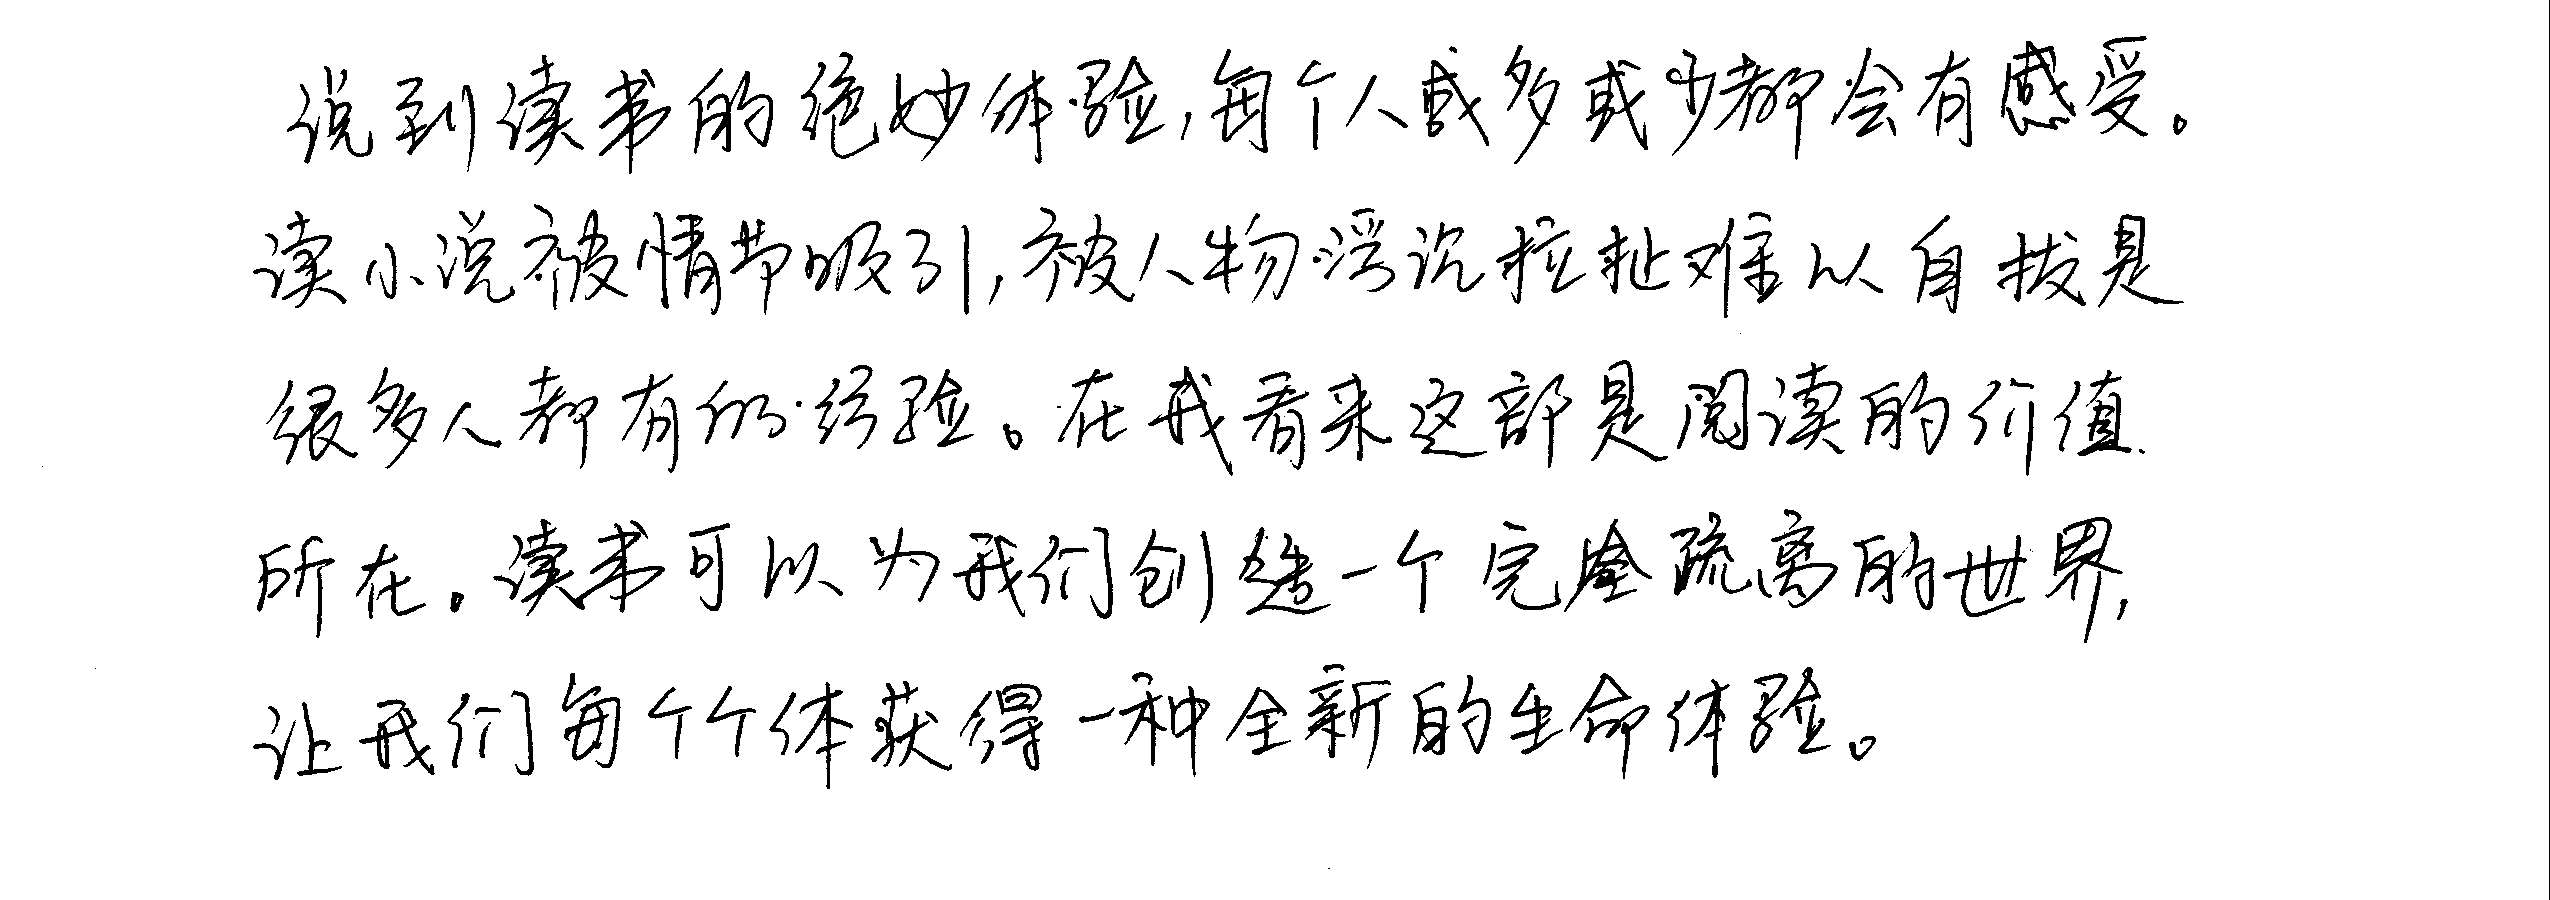 说到读书的绝妙体验,每个人或多或少都会有感受。
读小说被情节吸引,被人物浮沉拉扯难以自拔是
很多人都有的经验。在我看来这部是阅读的价值
所在。读书可以为我们创造一个完全疏离的世界,
让我们每个个体获得一种全新的生命体验。